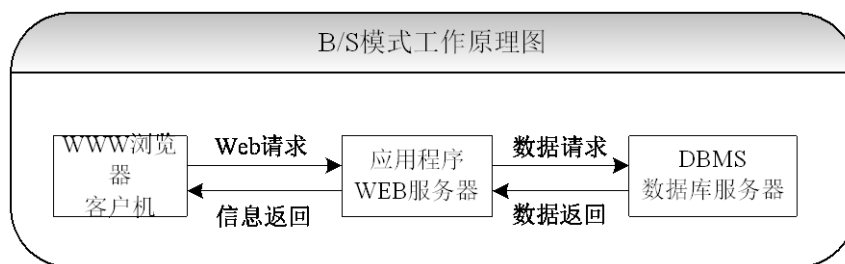 B/S模式工作原理图
WWW浏览
器
客户机
Web请求
信息返回
应用程序
WEB服务器
数据请求
数据返回
DBMS
数据库服务器